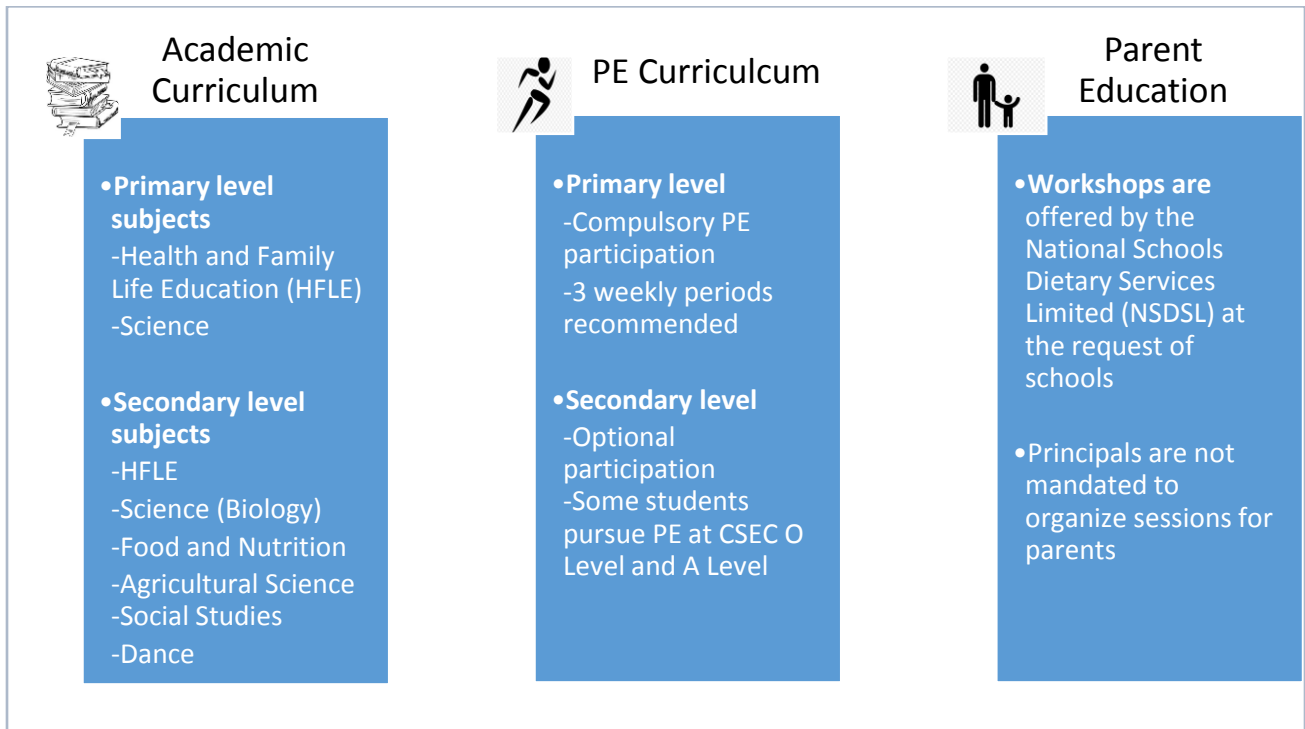 Academic
Curriculum
•Primary level
subjects
-Health and Family
Life Education (HFLE)
-Science
•Secondary level
subjects
-HFLE
-Science (Biology)
-Food and Nutrition
-Agricultural Science
-Social Studies
-Dance
PE Curriculcum
•Primary level
-Compulsory PE
participation
-3 weekly periods
recommended
•Secondary level
-Optional
participation
-Some students
pursue PE at CSEC O
Level and A Level
Parent
Education
•Workshops are
offered by the
National Schools
Dietary Services
Limited (NSDSL) at
the request of
schools
•Principals are not
mandated to
organize sessions for
parents